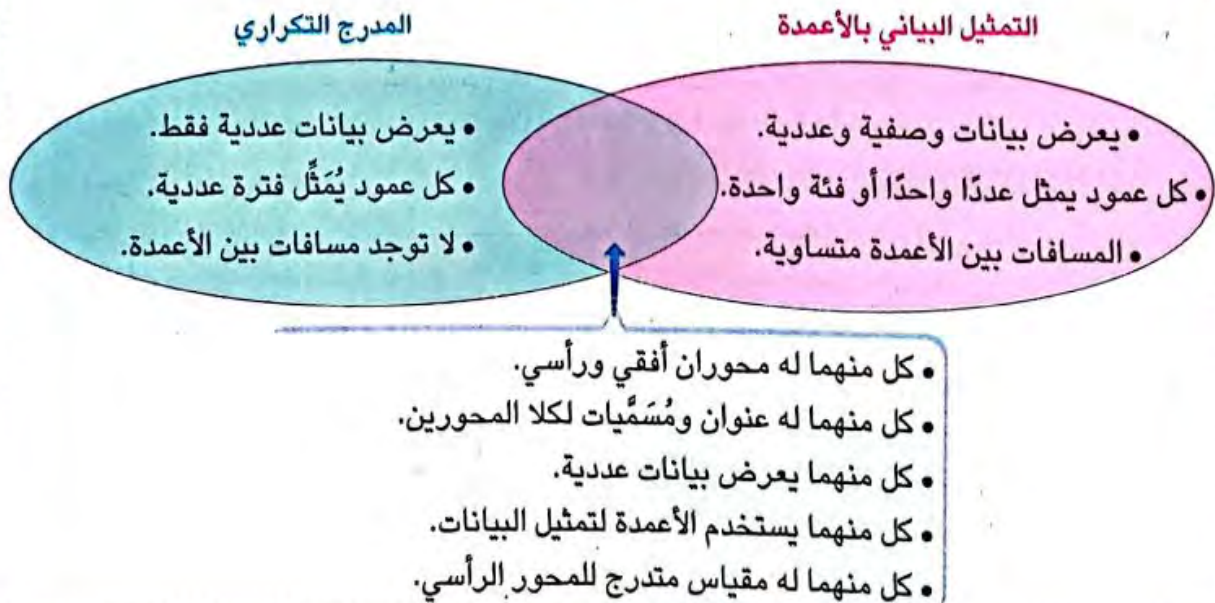 التمثيل البياني بالأعمدة
المدرج التكراري
• يعرض بيانات وصفية وعددية.
• كل عمود يمثل عددًا واحدًا أو فئة واحدة.
• المسافات بين الأعمدة متساوية.
• يعرض بيانات عددية فقط.
• كل عمود يُمَثِّل فترة عددية.
• لا توجد مسافات بين الأعمدة.
• كل منهما له محوران أفقي ورأسي.
• كل منهما له عنوان ومُسَمَّيات لكلا المحورين.
• كل منهما يعرض بيانات عددية.
• كل منهما يستخدم الأعمدة لتمثيل البيانات.
• كل منهما له مقياس متدرج للمحور الرأسي.